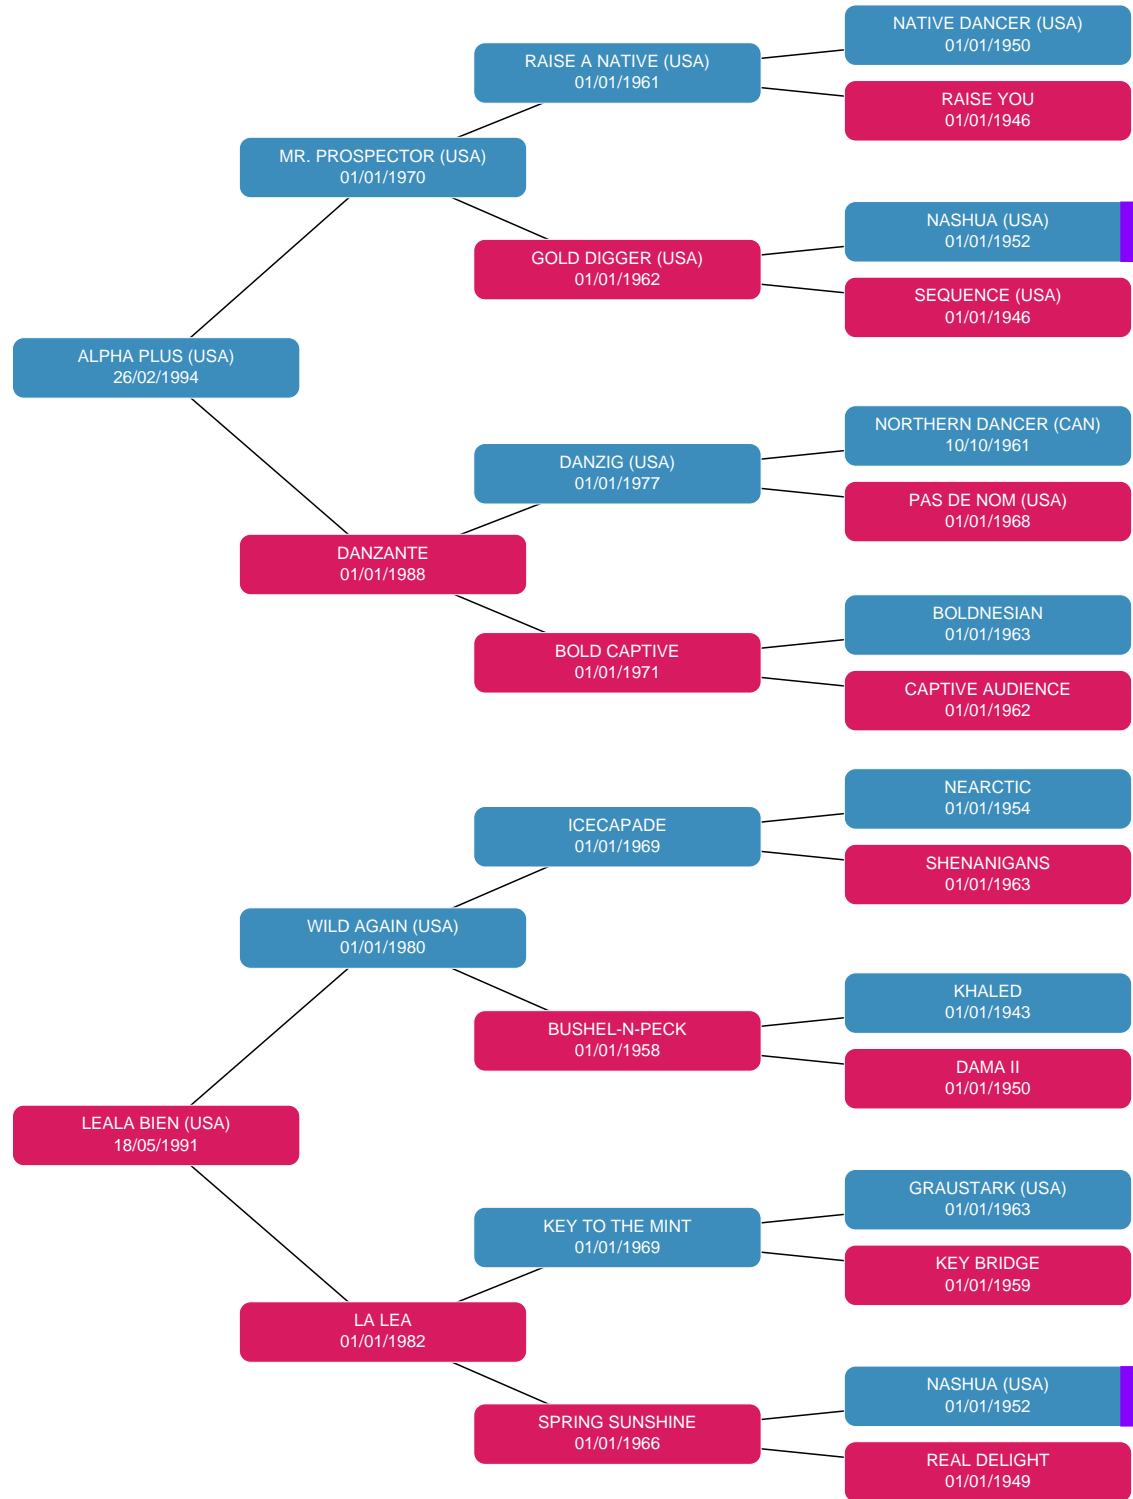 NATIVE DANCER (USA)
01/01/1950
RAISE A NATIVE (USA)
01/01/1961
RAISE YOU
01/01/1946
MR. PROSPECTOR (USA)
01/01/1970
NASHUA (USA)
01/01/1952
GOLD DIGGER (USA)
01/01/1962
SEQUENCE (USA)
01/01/1946
ALPHA PLUS (USA)
26/02/1994
NORTHERN DANCER (CAN)
10/10/1961
DANZIG (USA)
01/01/1977
PAS DE NOM (USA)
01/01/1968
DANZANTE
01/01/1988
BOLDNESIAN
01/01/1963
BOLD CAPTIVE
01/01/1971
CAPTIVE AUDIENCE
01/01/1962
NEARCTIC
01/01/1954
ICECAPADE
01/01/1969
SHENANIGANS
01/01/1963
WILD AGAIN (USA)
01/01/1980
KHALED
01/01/1943
BUSHEL-N-PECK
01/01/1958
DAMA II
01/01/1950
LEALA BIEN (USA)
18/05/1991
GRAUSTARK (USA)
01/01/1963
KEY TO THE MINT
01/01/1969
KEY BRIDGE
01/01/1959
LA LEA
01/01/1982
NASHUA (USA)
01/01/1952
SPRING SUNSHINE
01/01/1966
REAL DELIGHT
01/01/1949